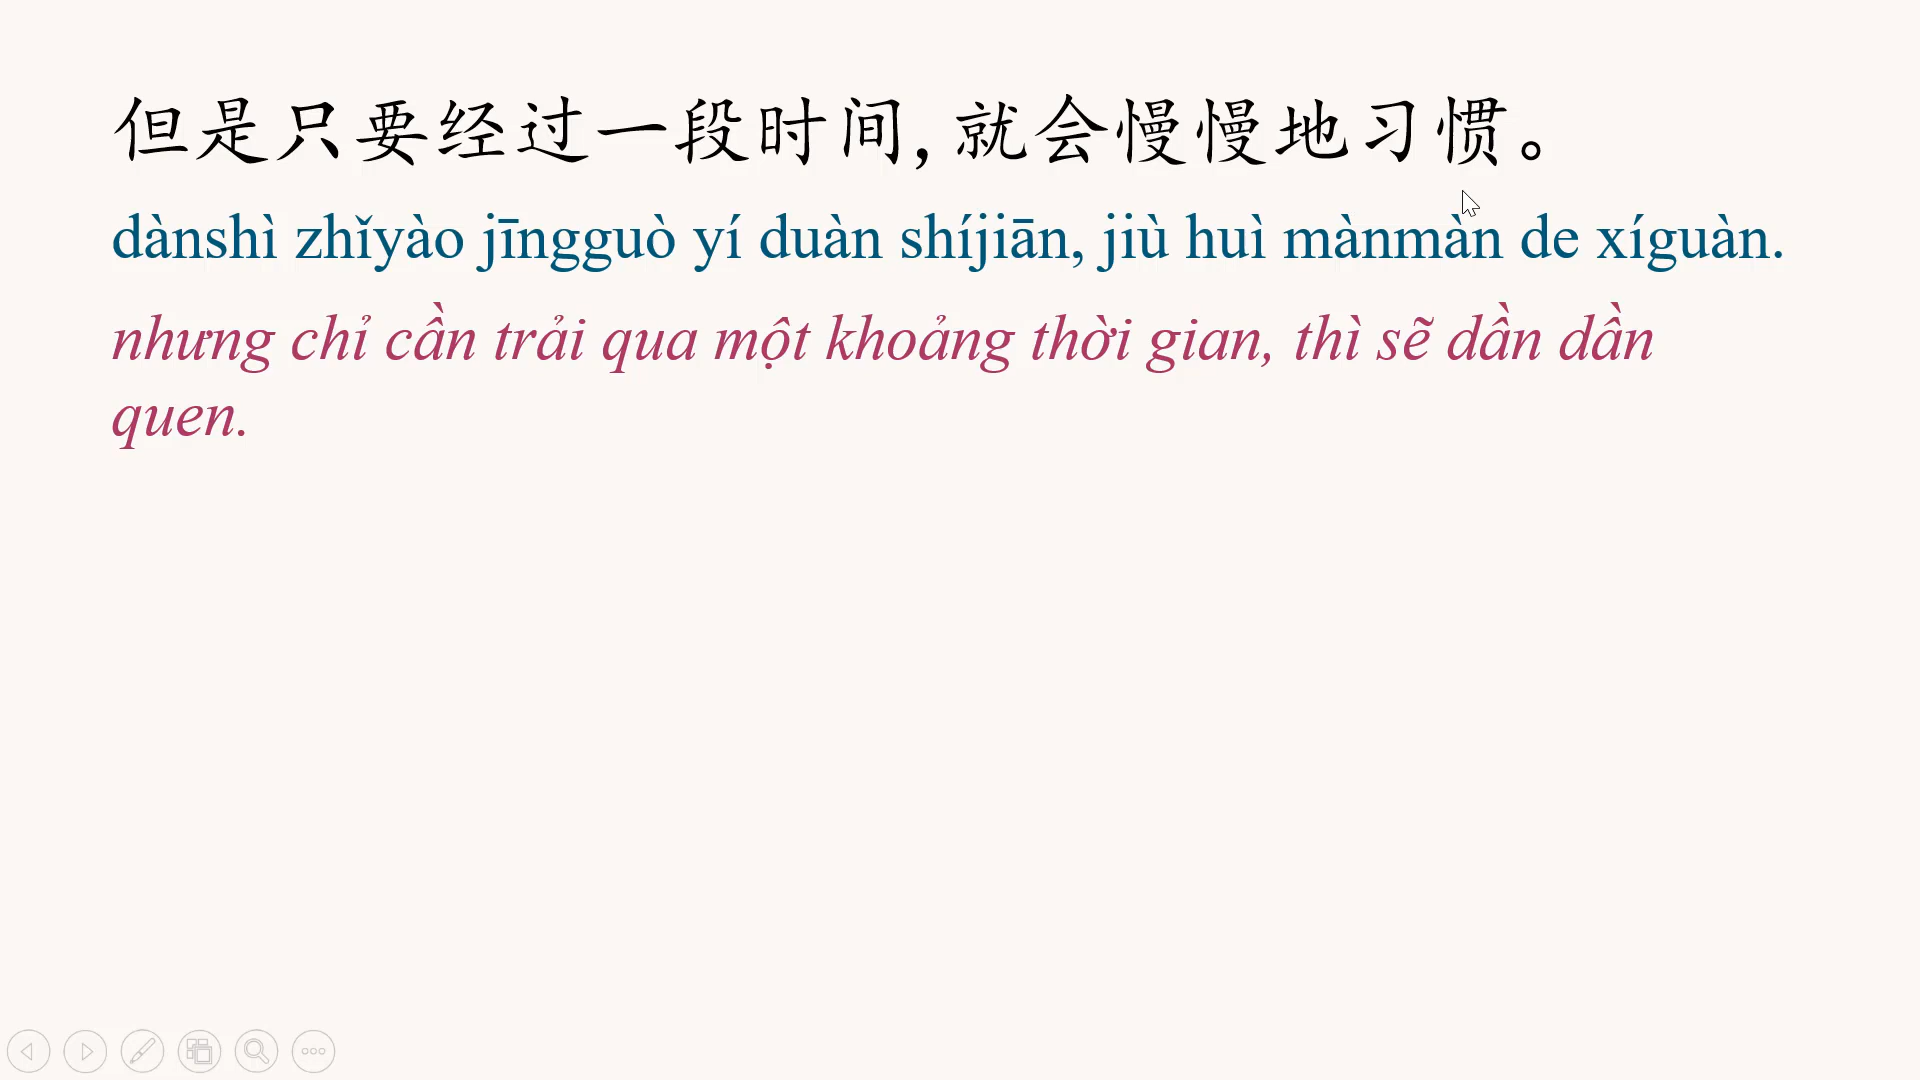 但是只要经过一段时间,就会慢慢地习惯。
dànshì zhǐyào jīngguò yí duàn shíjiān, jiù huì mànmàn de xíguàn.
nhưng chỉ cần trải qua một khoảng thời gian, thì sẽ dần dần
quen.